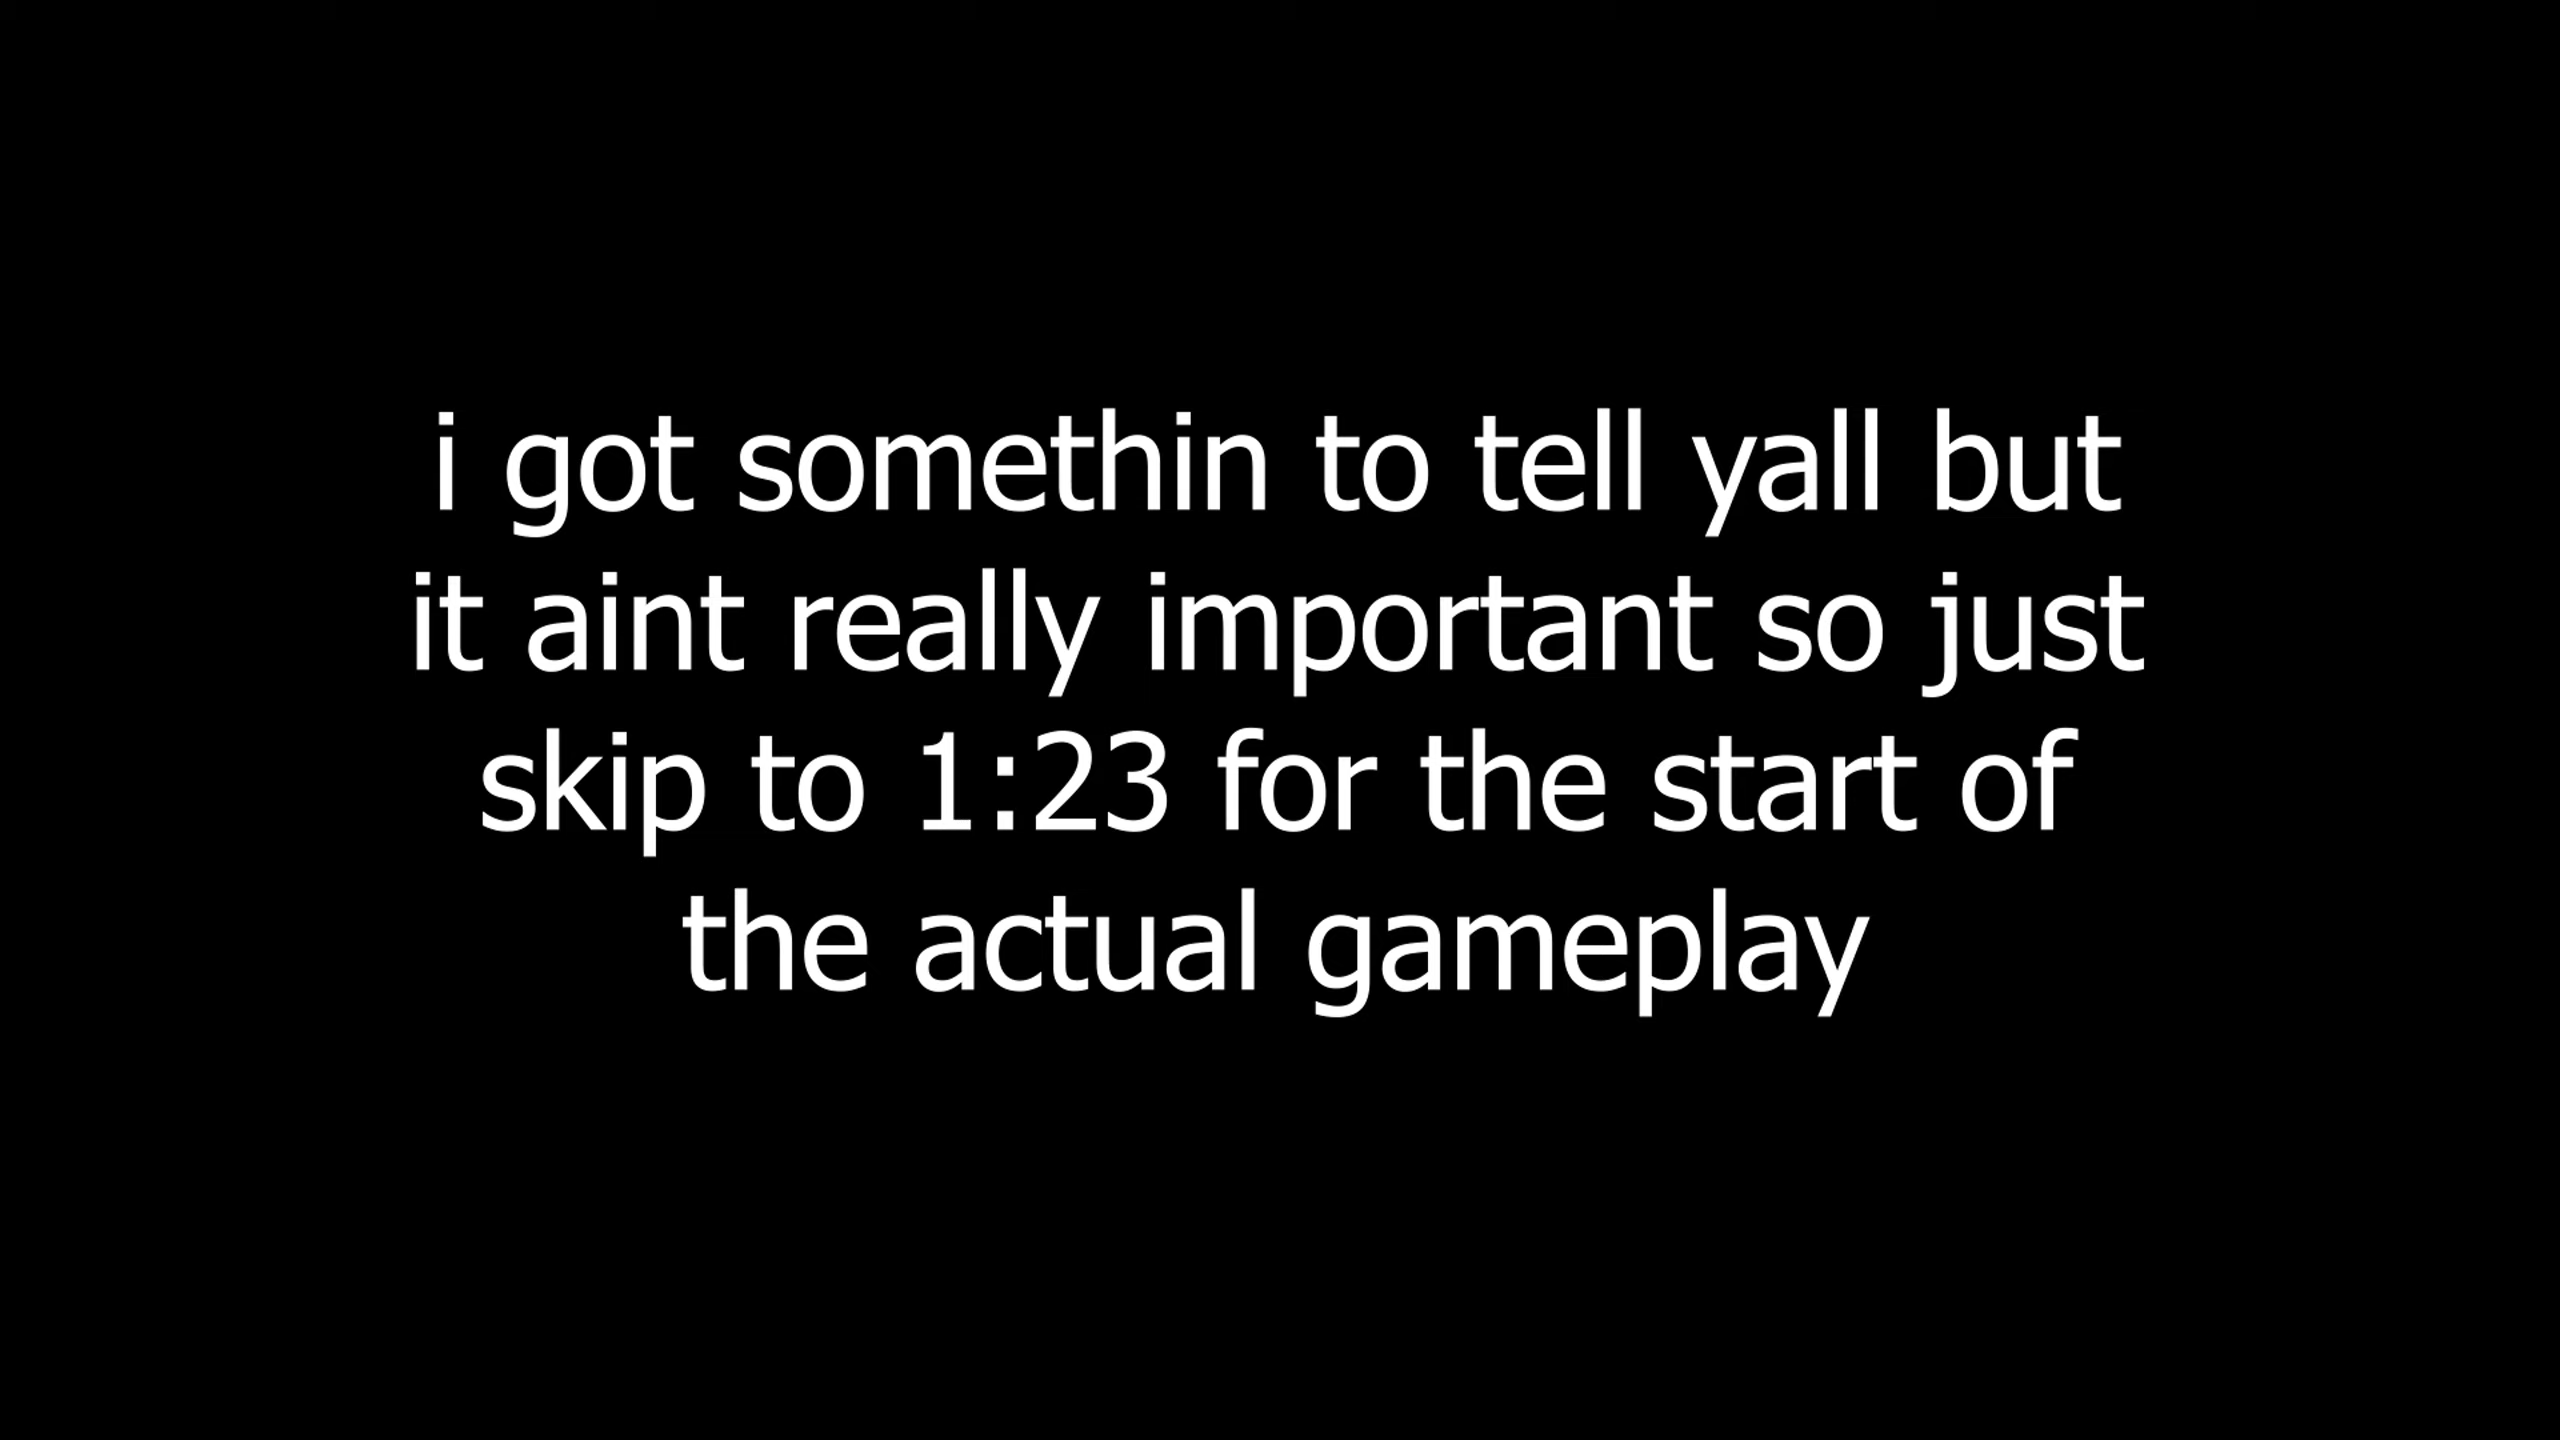 i got somethin to tell yall but
it aint really important so just
skip to 1:23 for the start of
the actual gameplay